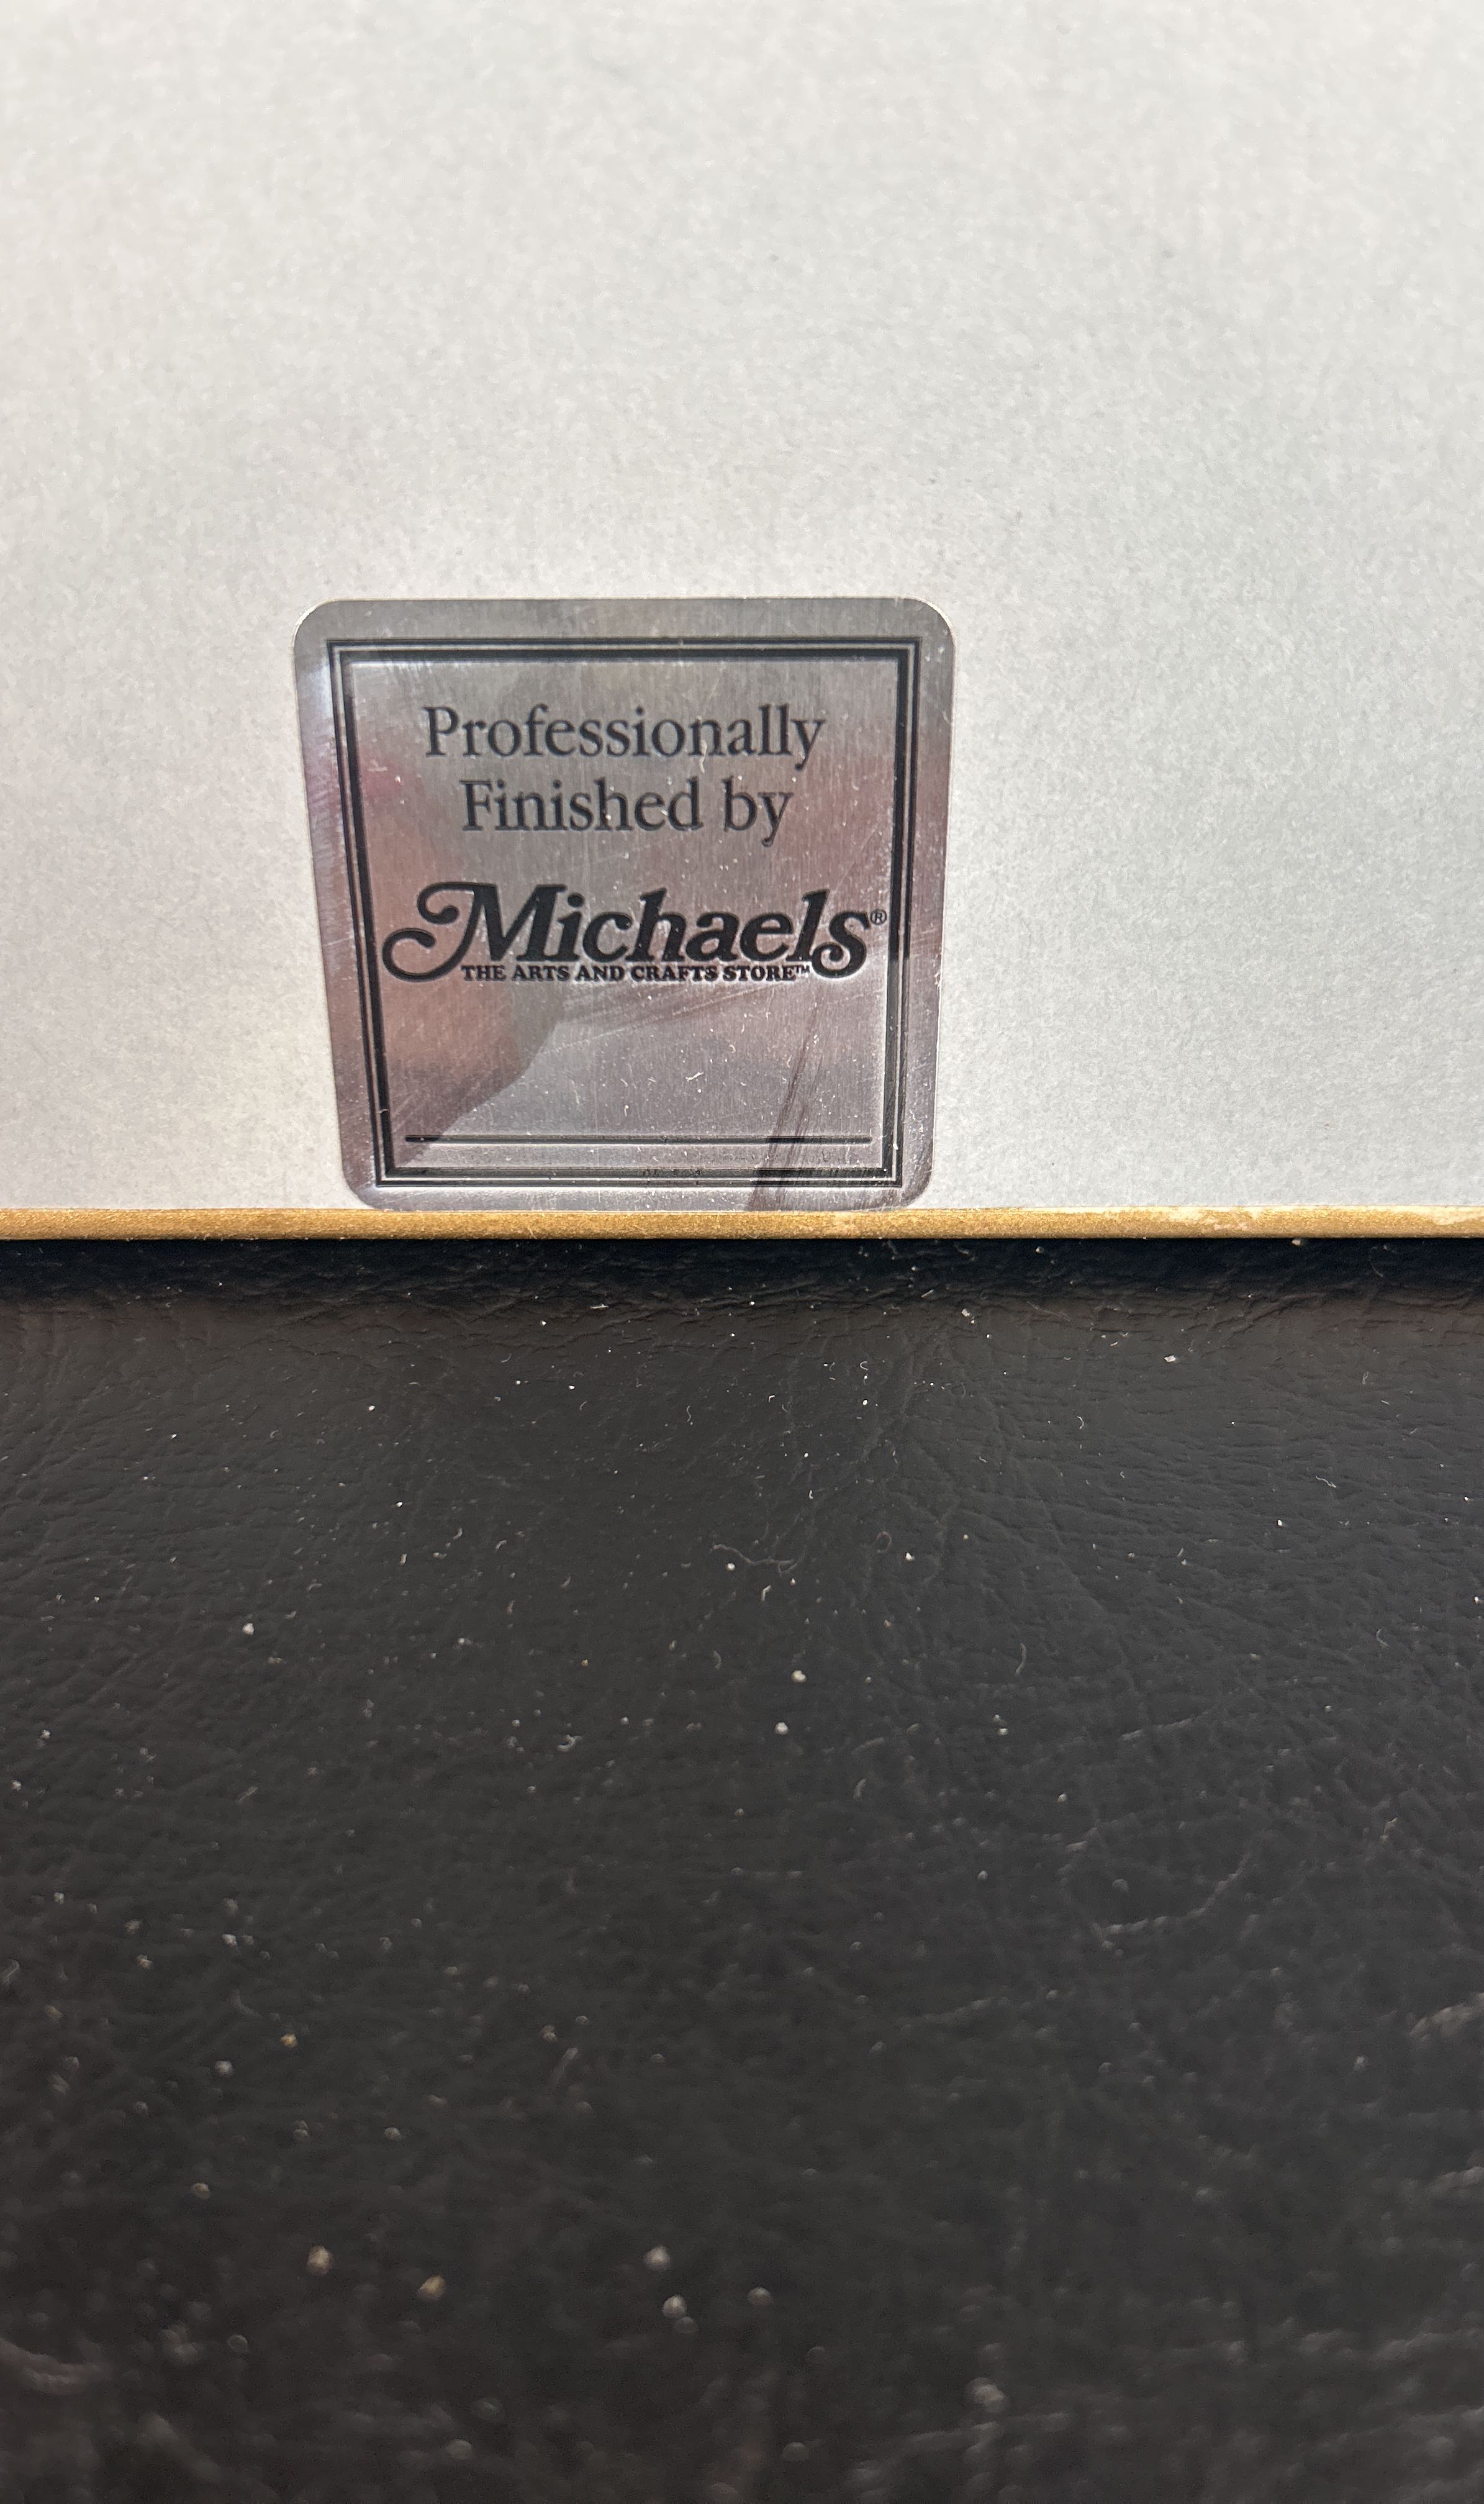 Professionally
Finished by
Michaels®
THE ARTS AND CRAFTS STORE™